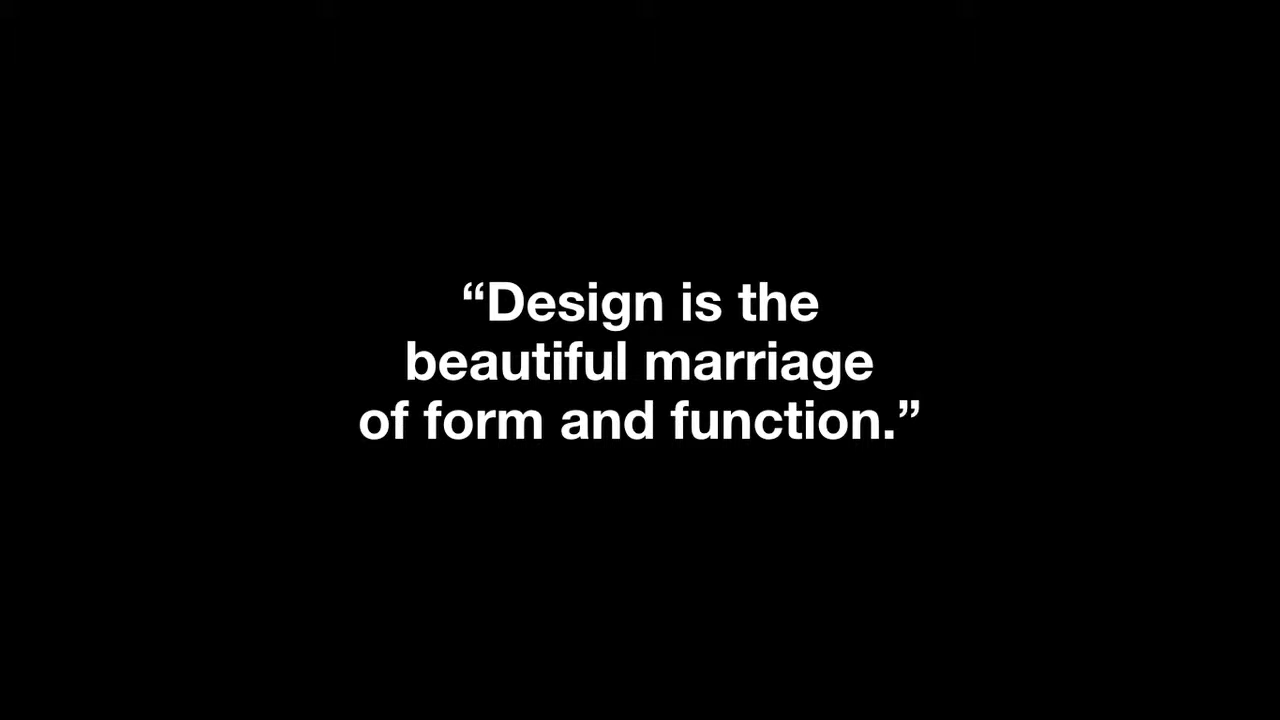 “Design is the
beautiful marriage
of form and function.”